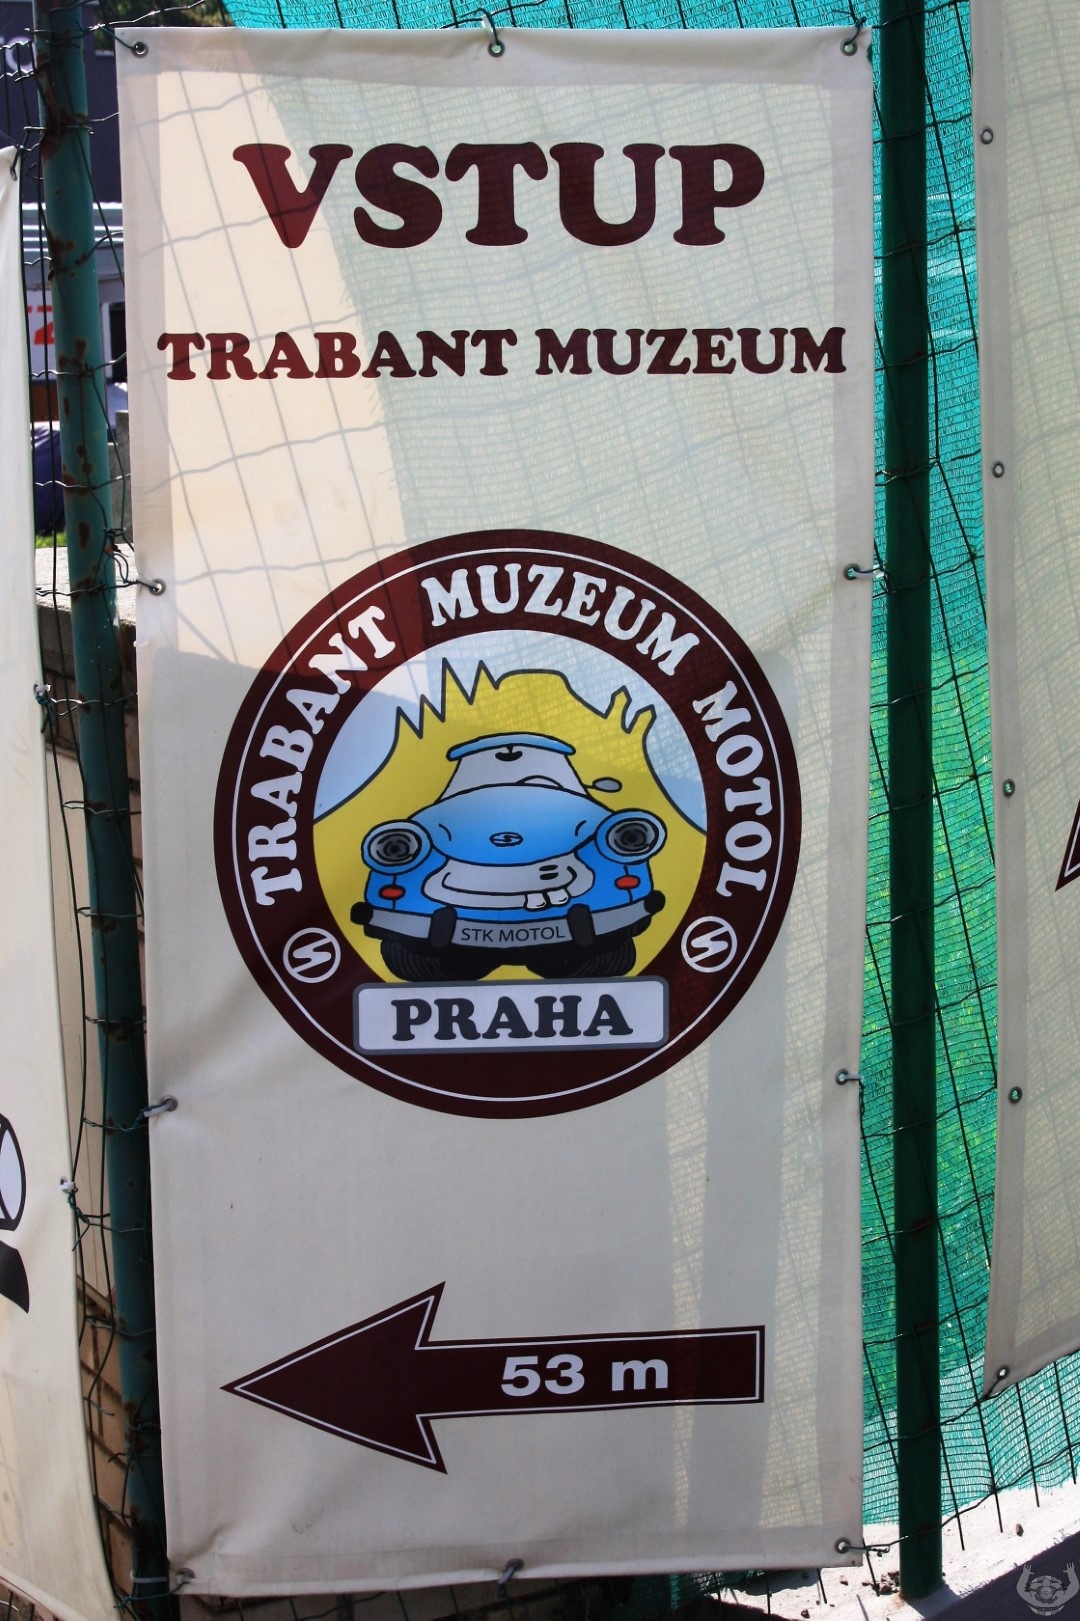 VSTUP
TRABANT MUZEUM
TRABANT MUZEUM MOTOL
STK MOTOL
PRAHA
53 m